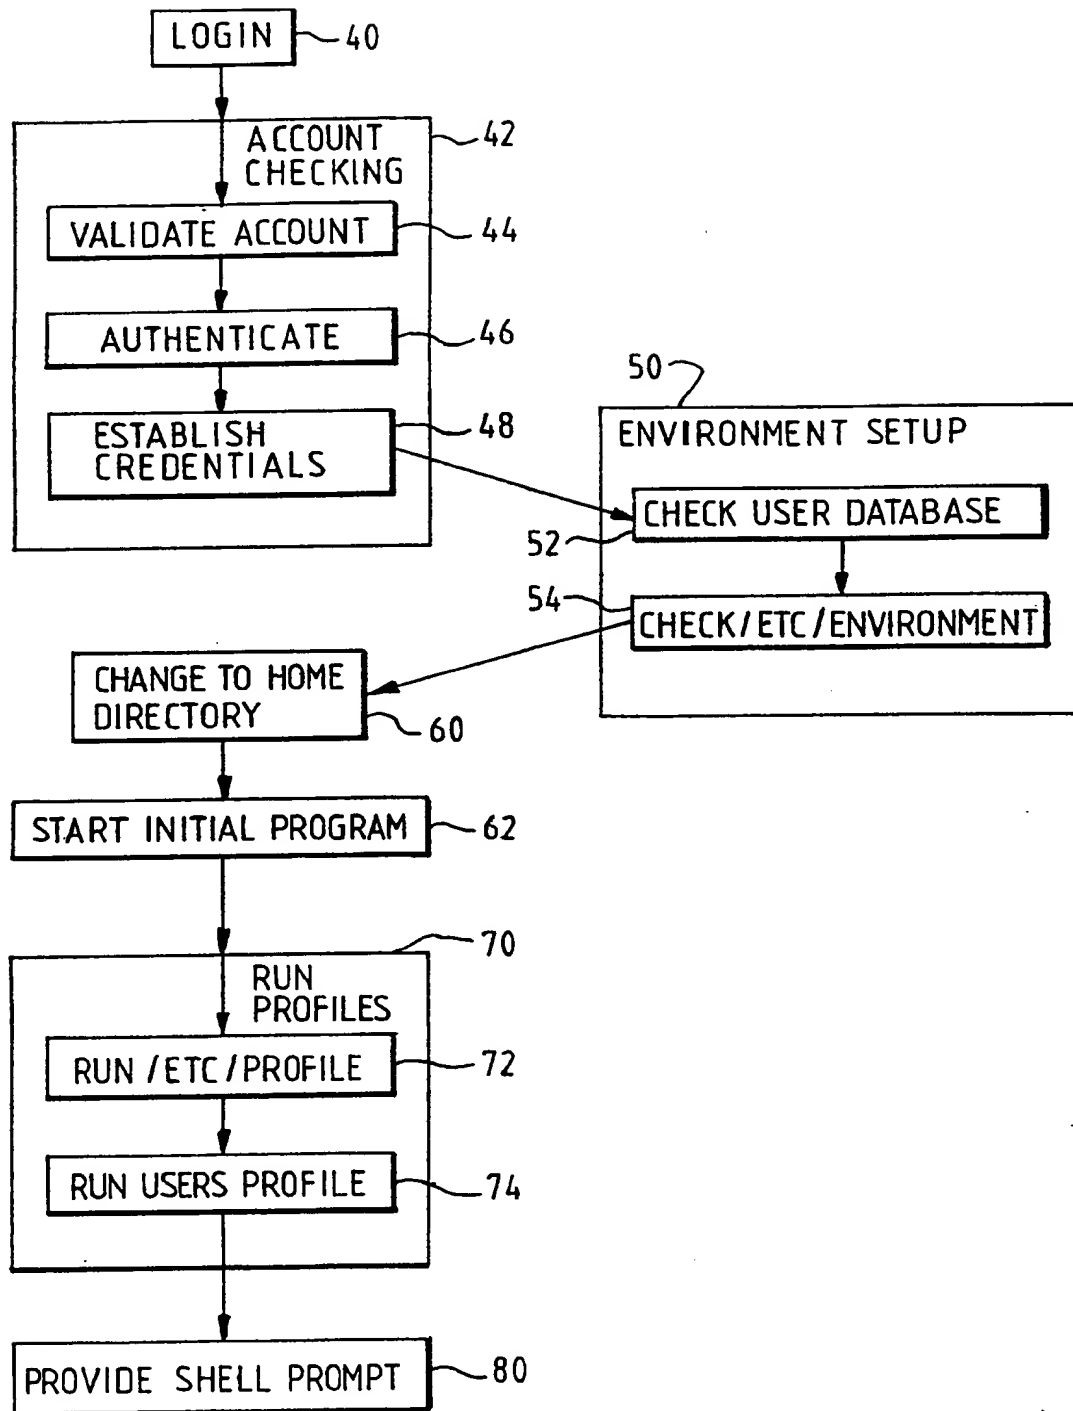 LOGIN 40
ACCOUNT
CHECKING
42
VALIDATE ACCOUNT 44
AUTHENTICATE 46
ESTABLISH
CREDENTIALS
48
50
ENVIRONMENT SETUP
CHECK USER DATABASE
52
54
CHECK/ETC/ENVIRONMENT
CHANGE TO HOME
DIRECTORY
60
START INITIAL PROGRAM 62
70
RUN
PROFILES
RUN /ETC/PROFILE 72
RUN USERS PROFILE 74
PROVIDE SHELL PROMPT 80